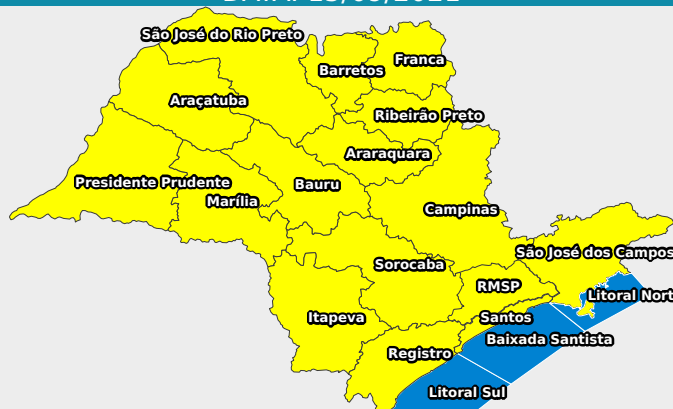 São José do Rio Preto
Franca
Barretos
Araçatuba
Ribeirão Preto
Araraquara
Presidente Prudente
Bauru
Marília
Campinas
São José dos Campos
Sorocaba
RMSP
Litoral Nort
Itapeva
Santos
Baixada Santista
Registro
Litoral Sul